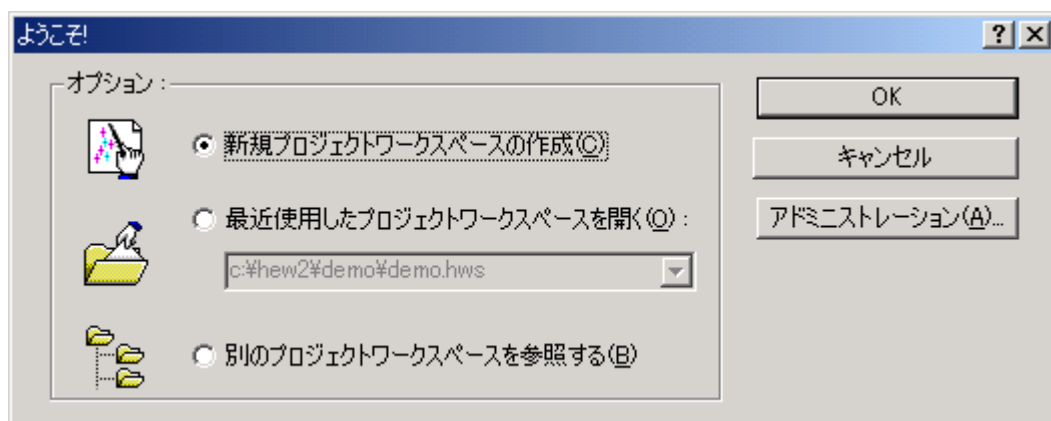 ようこそ!
オプション :
新規プロジェクトワークスペースの作成(C)
最近使用したプロジェクトワークスペースを開く(O) :
c:¥hew2¥demo¥demo.hws
別のプロジェクトワークスペースを参照する(B)
OK
キャンセル
アドミニストレーション(A)...